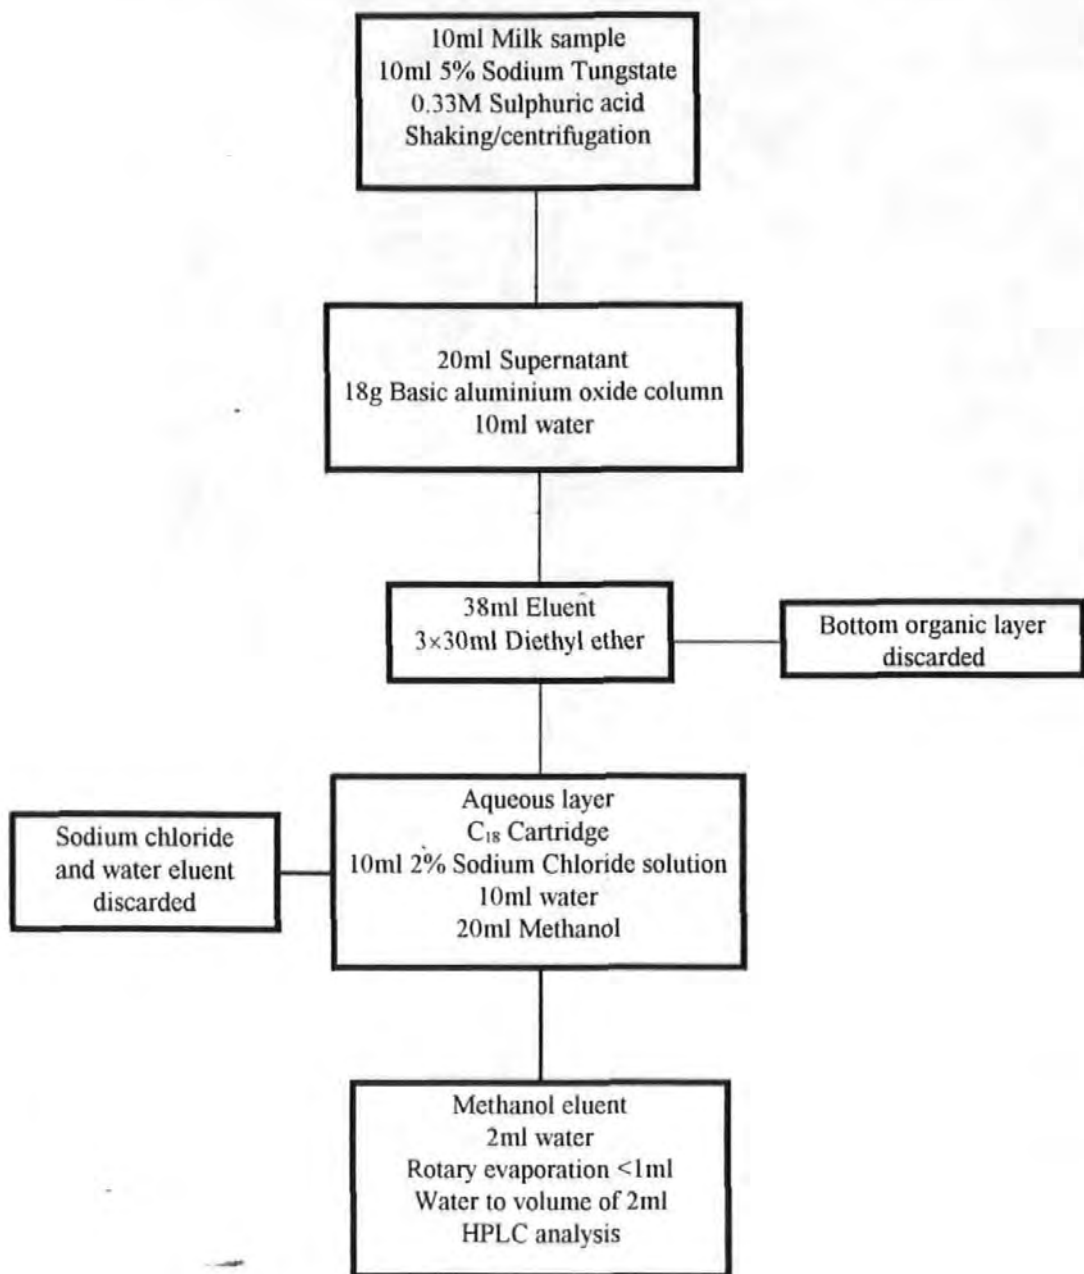 10ml Milk sample
10ml 5% Sodium Tungstate
0.33M Sulphuric acid
Shaking/centrifugation
20ml Supernatant
18g Basic aluminium oxide column
10ml water
38ml Eluent
3×30ml Diethyl ether
Bottom organic layer
discarded
Aqueous layer
C₁₈ Cartridge
10ml 2% Sodium Chloride solution
10ml water
20ml Methanol
Sodium chloride
and water eluent
discarded
Methanol eluent
2ml water
Rotary evaporation <1ml
Water to volume of 2ml
HPLC analysis